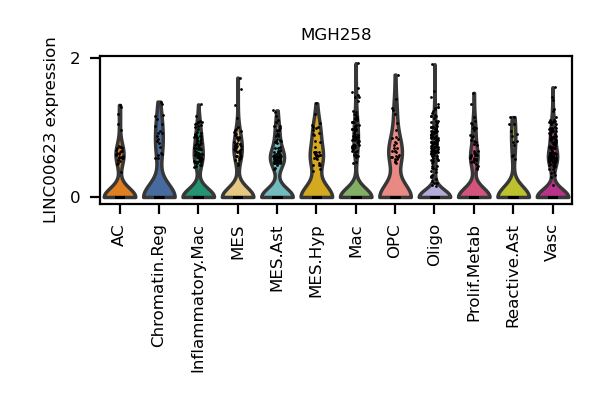 MGH258
LINC00623 expression
2
0
AC
Chromatin.Reg
Inflammatory.Mac
MES
MES.Ast
MES.Hyp
Mac
OPC
Oligo
Prolif.Metab
Reactive.Ast
Vasc